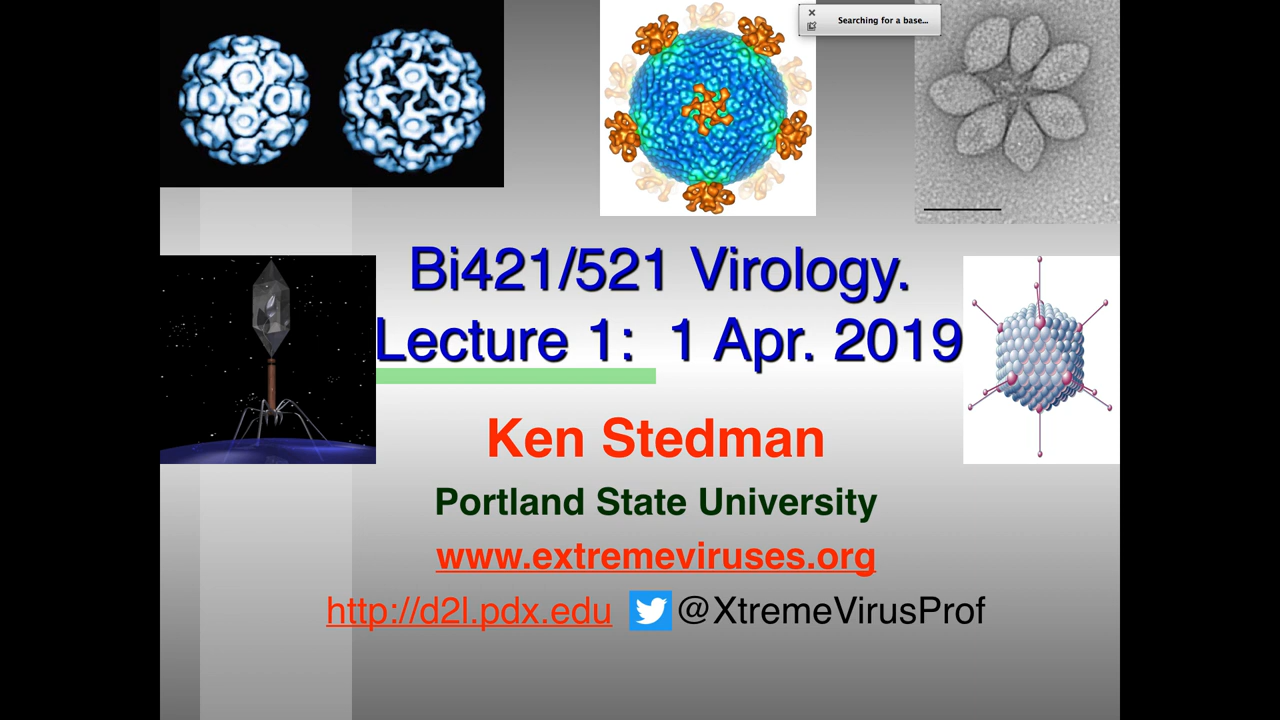 Searching for a base...
Bi421/521 Virology.
Lecture 1: 1 Apr. 2019
Ken Stedman
Portland State University
www.extremeviruses.org
http://d2l.pdx.edu @XtremeVirusProf